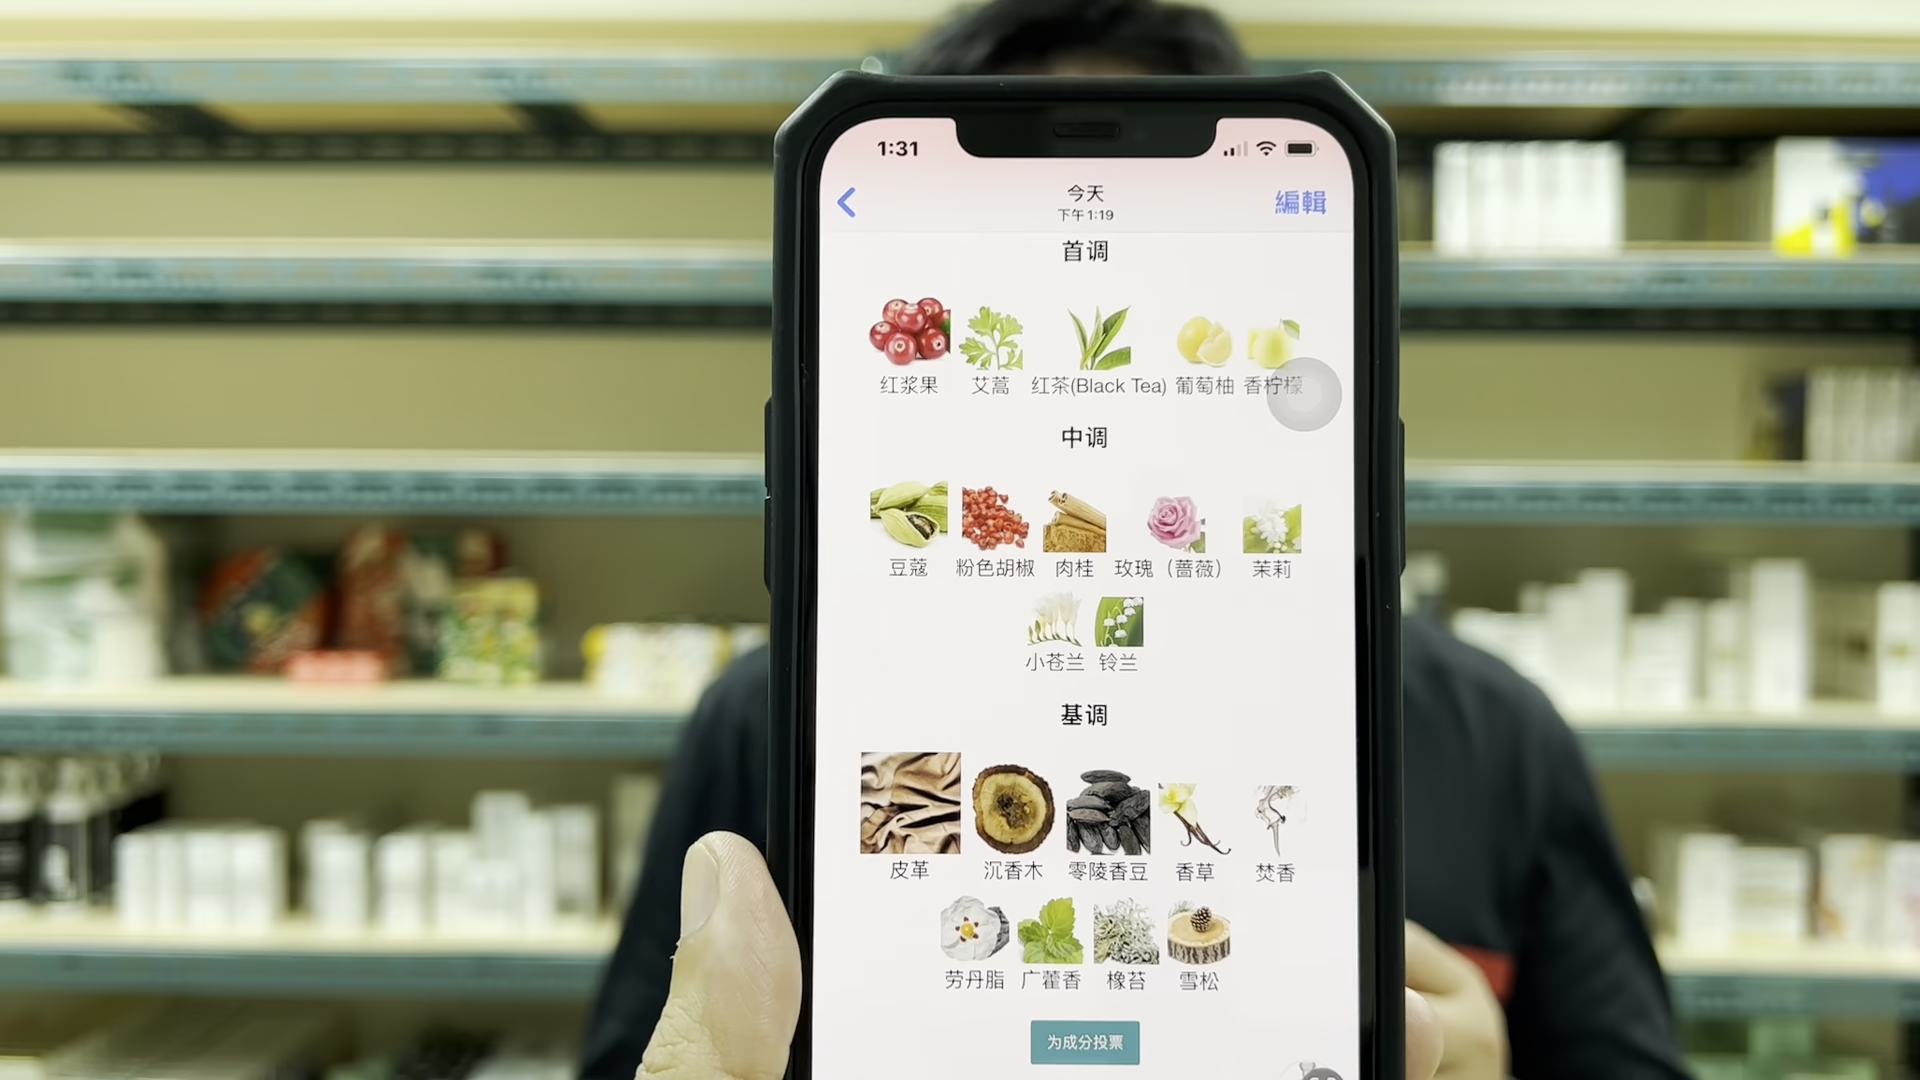 1:31
今天
下午1:19
編輯
首调
红浆果 艾蒿 红茶(Black Tea) 葡萄柚 香柠檬
中调
豆蔻 粉色胡椒 肉桂 玫瑰（蔷薇） 茉莉
小苍兰 铃兰
基调
皮革 沉香木 零陵香豆 香草 焚香
劳丹脂 广藿香 橡苔 雪松
为成分投票